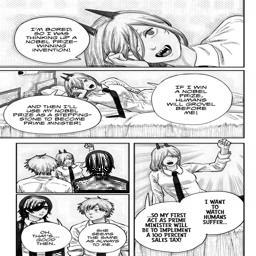 I'M BORED,
SO I WAS
THINKING UP A
NOBEL PRIZE-
WINNING
INVENTION!
IF I WIN
A NOBEL
PRIZE,
HUMANS
WILL GROVEL
BEFORE
ME!
AND THEN I'LL
USE MY NOBEL
PRIZE AS A STEPPING-
STONE TO BECOME
PRIME MINISTER!
I WANT
TO
WATCH
HUMANS
SUFFER...
...SO MY FIRST
ACT AS PRIME
MINISTER WILL
BE TO IMPLEMENT
A 100 PERCENT
SALES TAX!
SHE
SEEMS
THE SAME
AS ALWAYS
TO ME.
OH,
THAT'S...
GOOD
THEN.